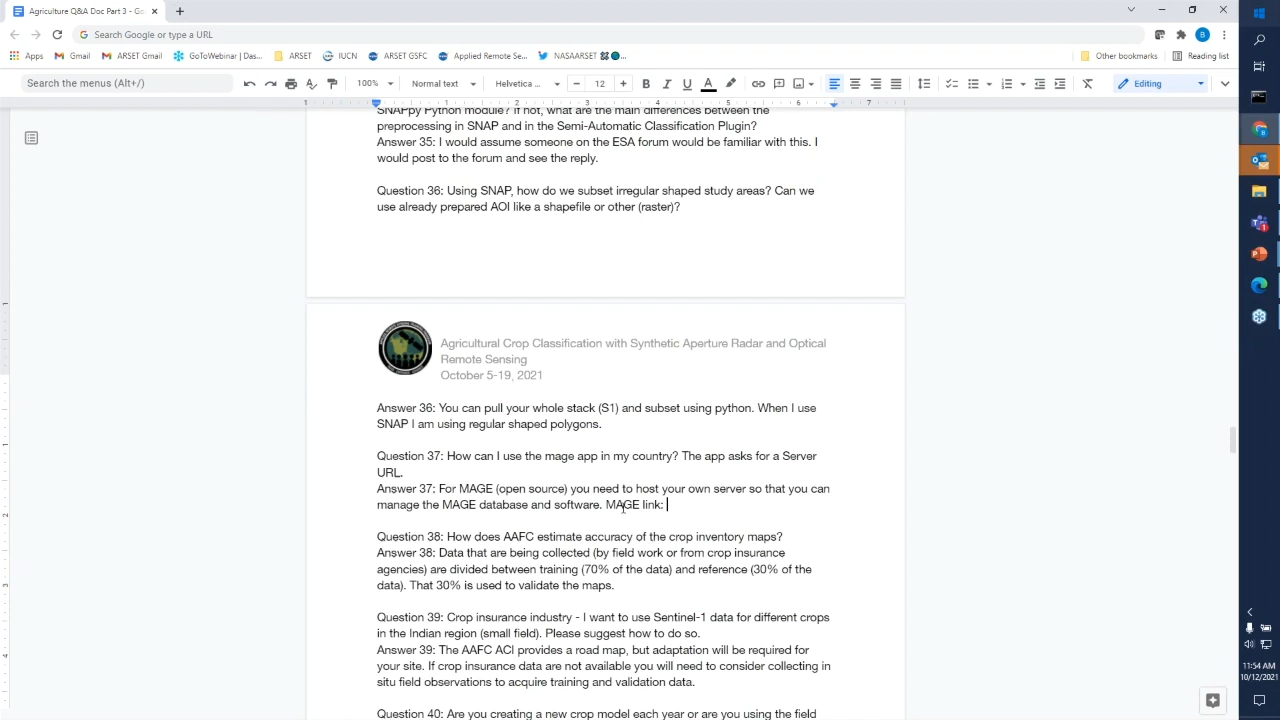 Agriculture Q&A Doc Part 3 - Go
Search Google or type a URL
B
Apps
Gmail
ARSET Gmail
GoToWebinar | Das...
ARSET
IUCN
ARSET GSFC
Applied Remote Se...
NASAARSET
Other bookmarks
Reading list
Search the menus (Alt+/)
100%
Normal text
Helvetica ...
12
B I U A
Editing
1 1 2 3 4 5 6 7
SNAPpy Python module? If not, what are the main differences between the
preprocessing in SNAP and in the Semi-Automatic Classification Plugin?
Answer 35: I would assume someone on the ESA forum would be familiar with this. I
would post to the forum and see the reply.
Question 36: Using SNAP, how do we subset irregular shaped study areas? Can we
use already prepared AOI like a shapefile or other (raster)?
Agricultural Crop Classification with Synthetic Aperture Radar and Optical
Remote Sensing
October 5-19, 2021
Answer 36: You can pull your whole stack (S1) and subset using python. When I use
SNAP I am using regular shaped polygons.
Question 37: How can I use the mage app in my country? The app asks for a Server
URL.
Answer 37: For MAGE (open source) you need to host your own server so that you can
manage the MAGE database and software. MAGE link:
Question 38: How does AAFC estimate accuracy of the crop inventory maps?
Answer 38: Data that are being collected (by field work or from crop insurance
agencies) are divided between training (70% of the data) and reference (30% of the
data). That 30% is used to validate the maps.
Question 39: Crop insurance industry - I want to use Sentinel-1 data for different crops
in the Indian region (small field). Please suggest how to do so.
Answer 39: The AAFC ACI provides a road map, but adaptation will be required for
your site. If crop insurance data are not available you will need to consider collecting in
situ field observations to acquire training and validation data.
Question 40: Are you creating a new crop model each year or are you using the field
11:54 AM
10/12/2021